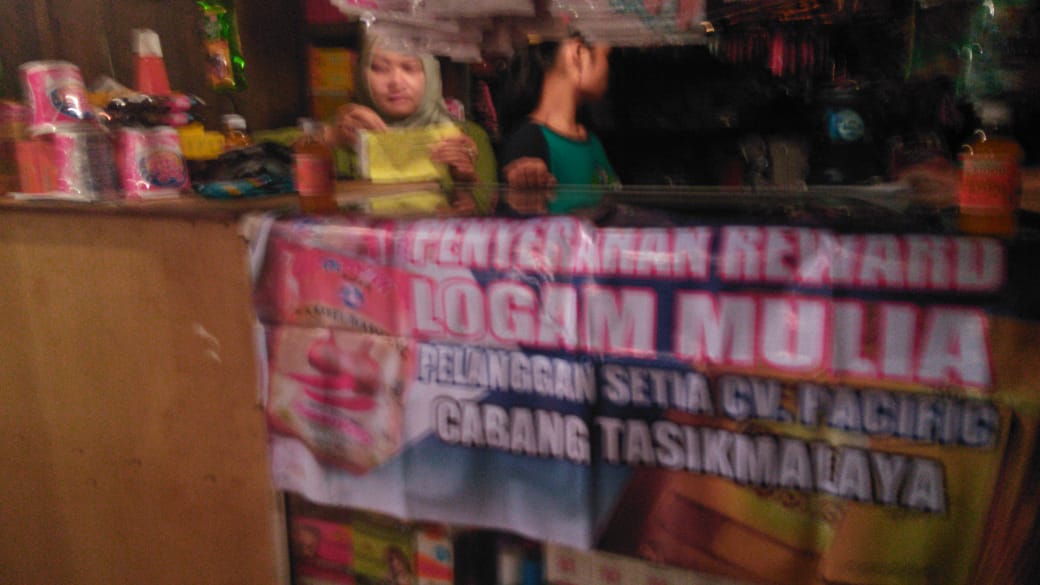 PENYERAHAN REWARD
LOGAM MULIA
PELANGGAN SETIA CV. PACIFIC
CABANG TASIKMALAYA